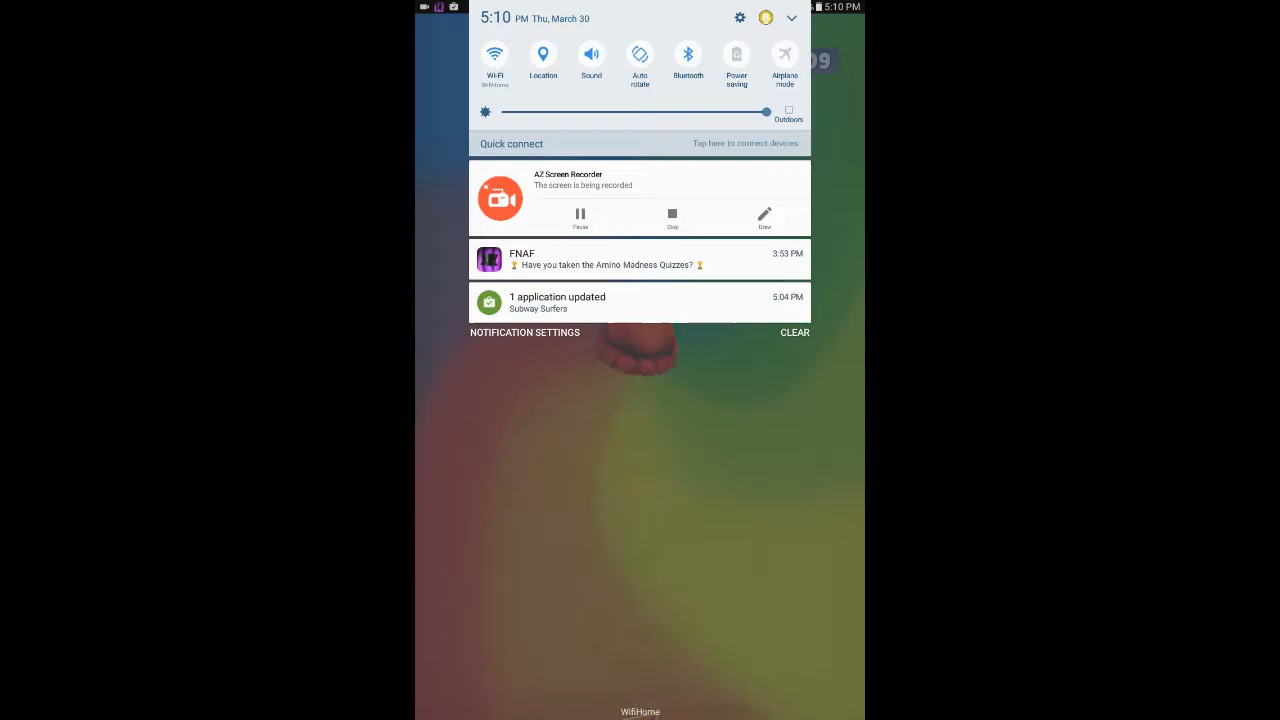 5:10 PM Thu, March 30
5:10 PM
09
Wi-Fi
WifiHome
Location
Sound
Auto
rotate
Bluetooth
Power
saving
Airplane
mode
Outdoors
Quick connect
Tap here to connect devices
AZ Screen Recorder
The screen is being recorded
Pause
Stop
Draw
FNAF
3:53 PM
🏆 Have you taken the Amino Madness Quizzes? 🏆
1 application updated
5:04 PM
Subway Surfers
NOTIFICATION SETTINGS
CLEAR
WifiHome